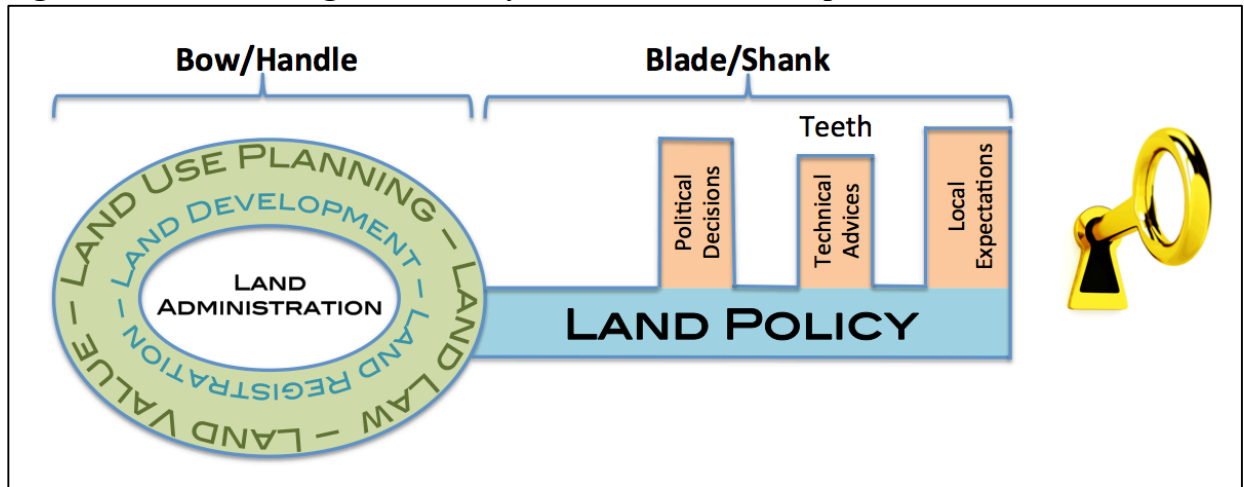 Bow/Handle
Blade/Shank
Teeth
LAND USE PLANNING – LAND LAW – LAND VALUE –
LAND DEVELOPMENT – LAND REGISTRATION –
LAND
ADMINISTRATION
Political
Decisions
Technical
Advices
Local
Expectations
LAND POLICY